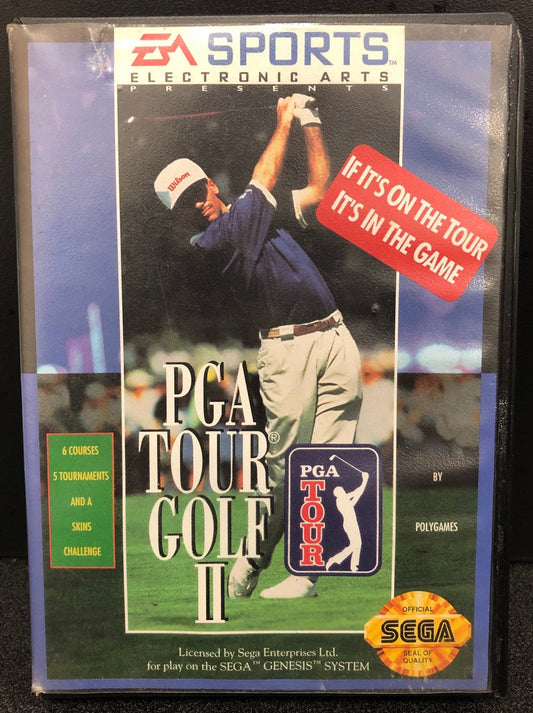 EA SPORTS™
ELECTRONIC ARTS
PRESENTS
Wilson
IF IT'S ON THE TOUR
IT'S IN THE GAME
PGA
TOUR®
GOLF
II
6 COURSES
5 TOURNAMENTS
AND A
SKINS
CHALLENGE
PGA
TOUR
BY
POLYGAMES
OFFICIAL
SEGA™
SEAL OF
QUALITY
Licensed by Sega Enterprises Ltd.
for play on the SEGA™ GENESIS™ SYSTEM